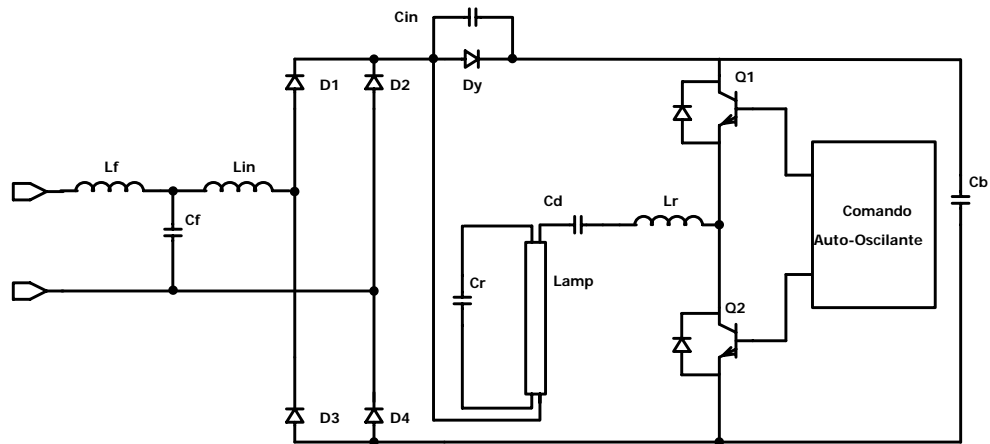 Cin
Dy
D1
D2
Q1
Lf
Lin
Cf
Cd
Lr
Cb
Comando
Auto-Oscilante
Cr
Lamp
Q2
D3
D4